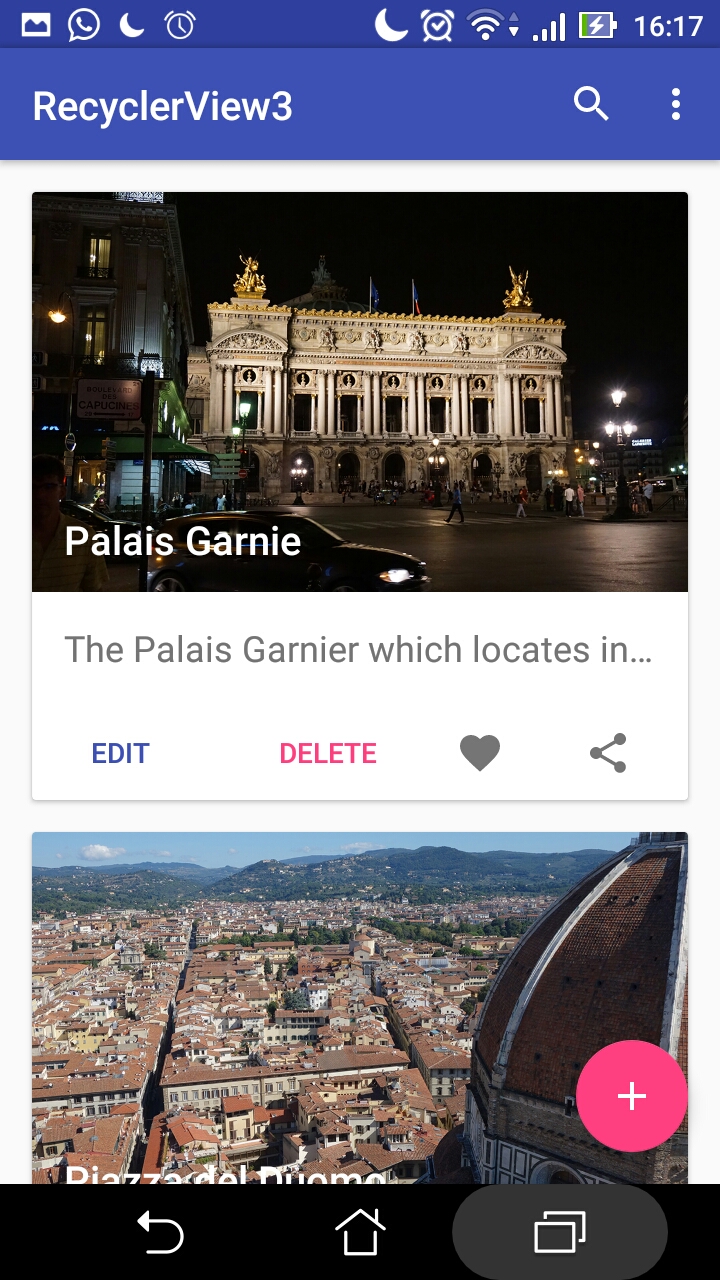 16:17
RecyclerView3
BOULEVARD
DES
CAPUCINES
Palais Garnie
The Palais Garnier which locates in...
EDIT
DELETE
Piazza del Duomo